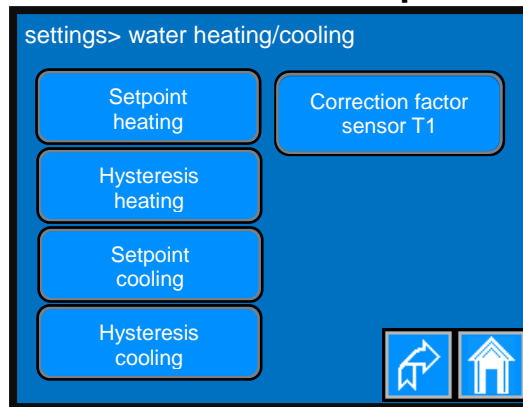 settings> water heating/cooling
Setpoint
heating
Correction factor
sensor T1
Hysteresis
heating
Setpoint
cooling
Hysteresis
cooling